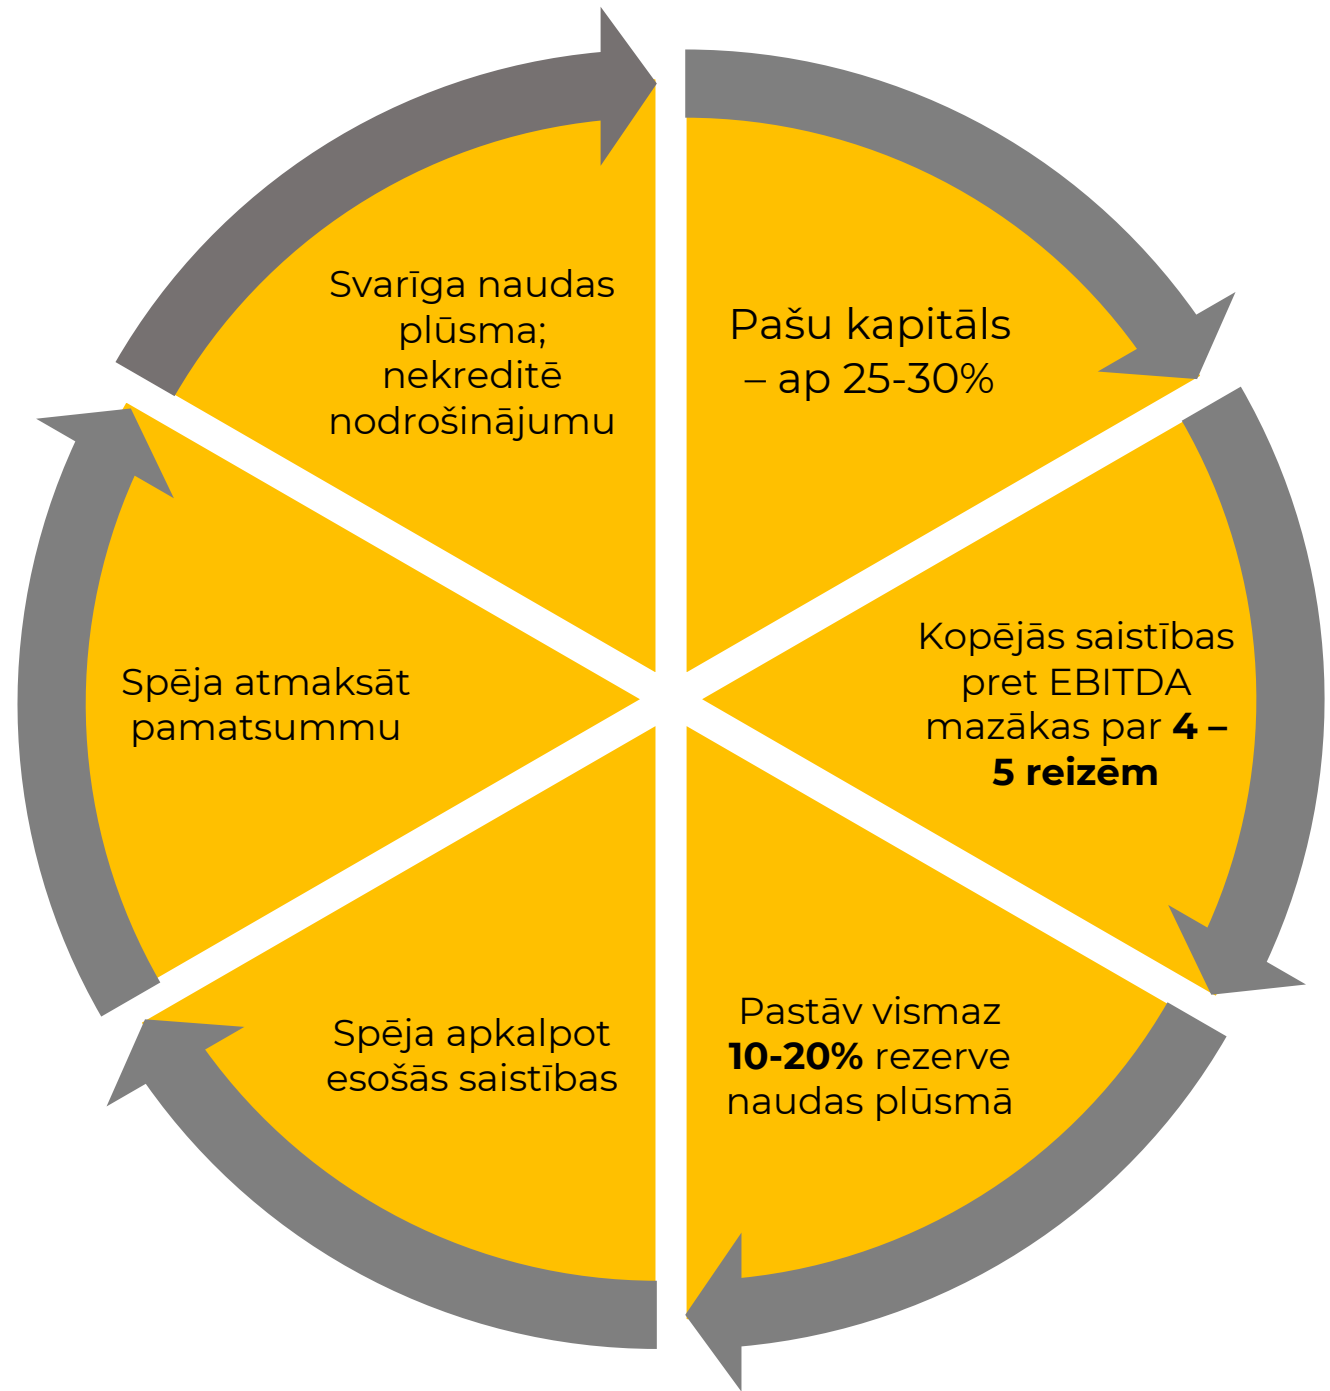 Svarīga naudas
plūsma;
nekreditē
nodrošinājumu
Pašu kapitāls
– ap 25-30%
Kopējās saistības
pret EBITDA
mazākas par 4 –
5 reizēm
Pastāv vismaz
10-20% rezerve
naudas plūsmā
Spēja apkalpot
esošās saistības
Spēja atmaksāt
pamatsummu